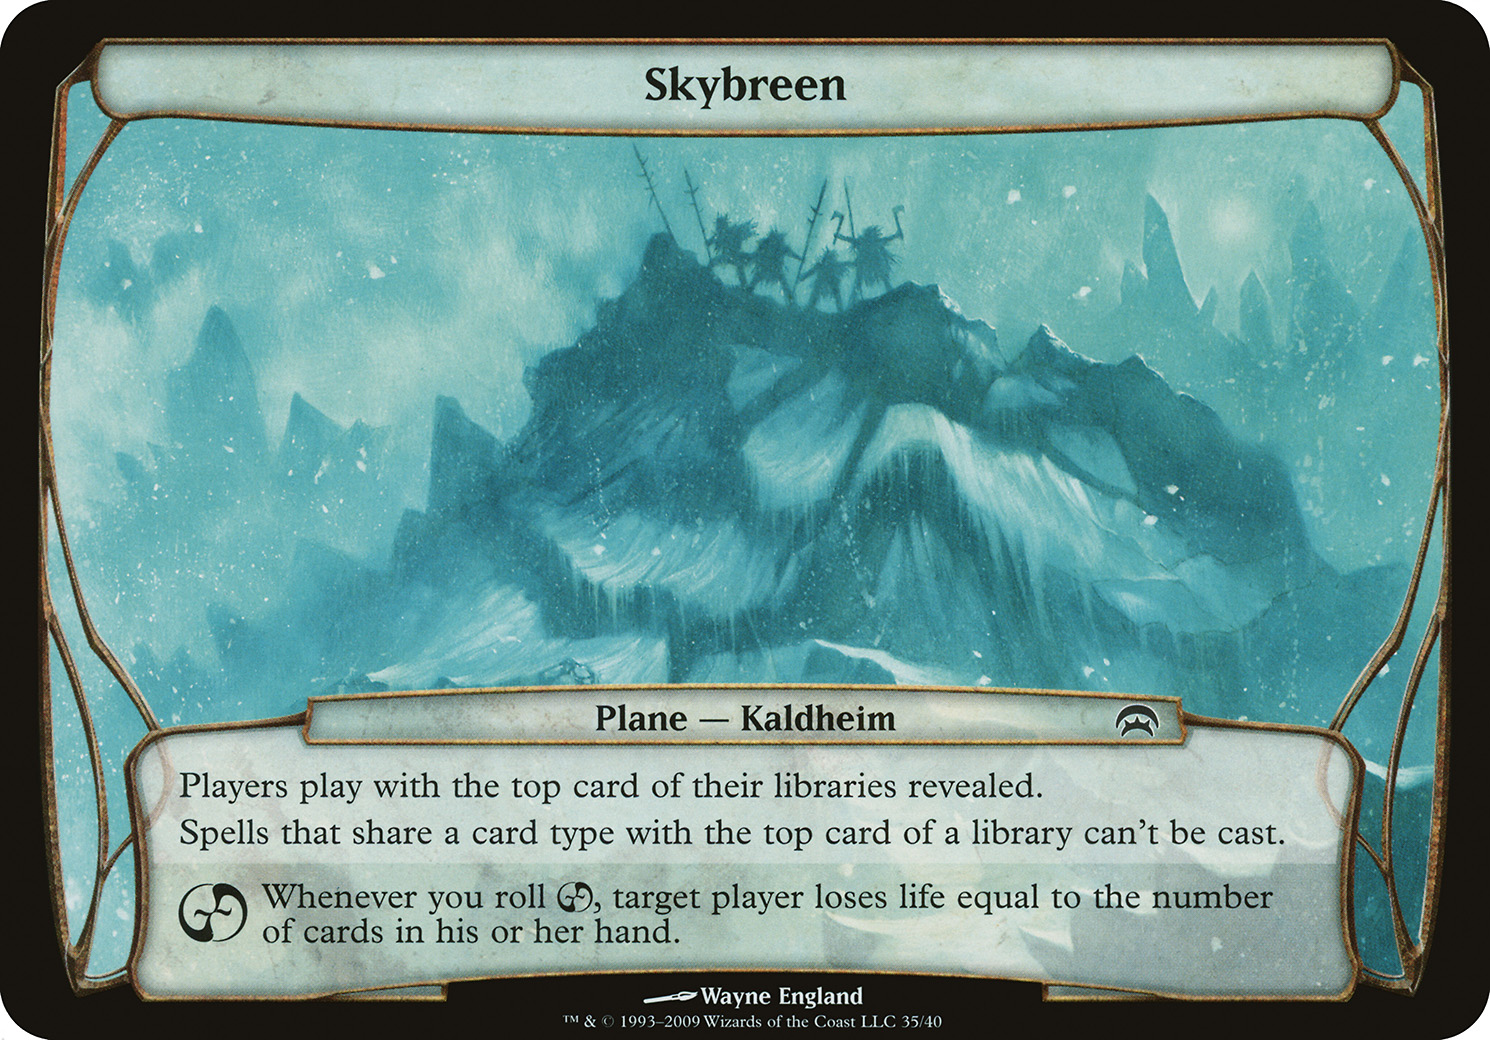 Skybreen
Plane — Kaldheim
Players play with the top card of their libraries revealed.
Spells that share a card type with the top card of a library can't be cast.
Whenever you roll , target player loses life equal to the number
of cards in his or her hand.
Wayne England
™ & © 1993–2009 Wizards of the Coast LLC 35/40